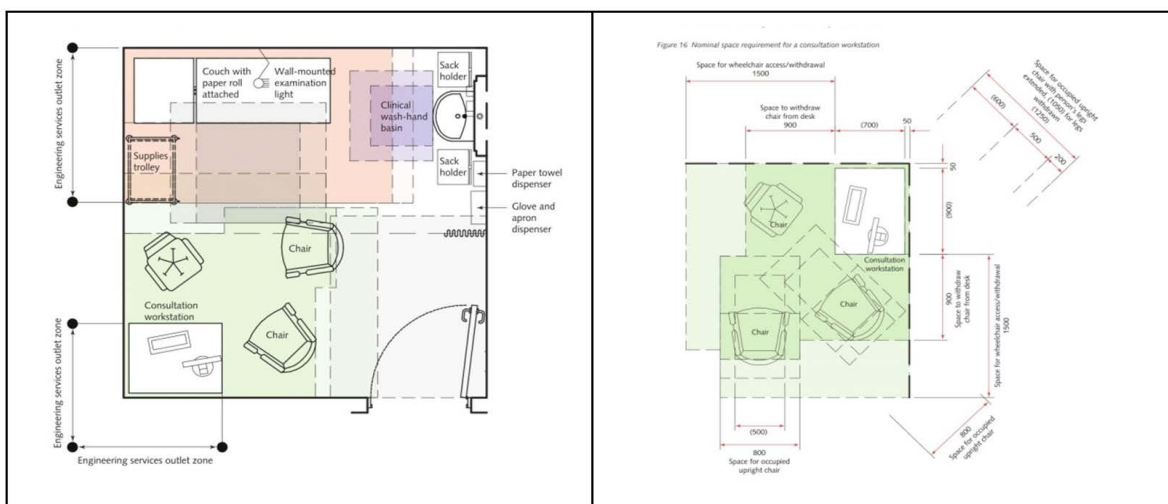 Engineering services outlet zone
Couch with
paper roll
attached
Wall-mounted
examination
light
Sack
holder
Clinical
wash-hand
basin
Supplies
trolley
Sack
holder
Paper towel
dispenser
Glove and
apron
dispenser
Chair
Consultation
workstation
Chair
Engineering services outlet zone
Engineering services outlet zone
Figure 16 Nominal space requirement for a consultation workstation
Space for wheelchair access/withdrawal
1500
Space to withdraw
chair from desk
900
(700)
50
Space for occupied upright
chair with person's legs
extended. (1050) for legs
withdrawn
(1250)
(600)
500
200
50
(900)
Chair
Consultation
workstation
Chair
Chair
900
Space to withdraw
chair from desk
Space for wheelchair access/withdrawal
1500
(500)
800
Space for occupied
upright chair
800
Space for occupied
upright chair